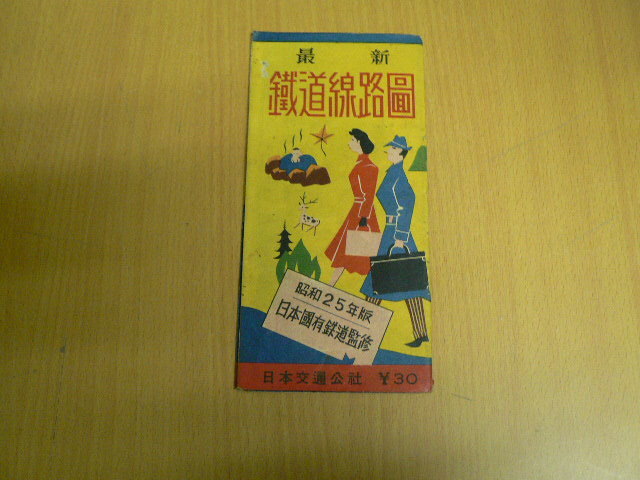 最新
鐵道線路圖
昭和25年版
日本國有鉄道監修
日本交通公社 ￥30